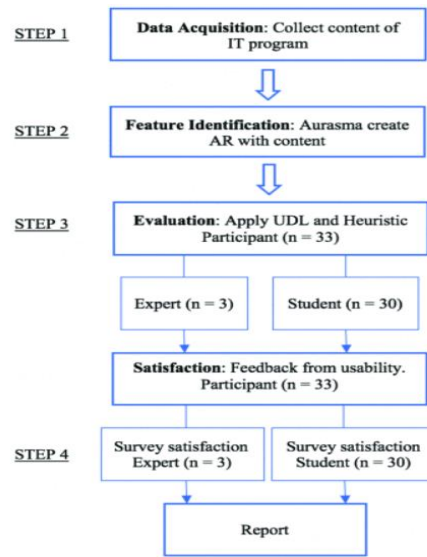 STEP 1
Data Acquisition: Collect content of
IT program
STEP 2
Feature Identification: Aurasma create
AR with content
STEP 3
Evaluation: Apply UDL and Heuristic
Participant (n = 33)
Expert (n = 3)
Student (n = 30)
Satisfaction: Feedback from usability.
Participant (n = 33)
STEP 4
Survey satisfaction
Expert (n = 3)
Survey satisfaction
Student (n = 30)
Report